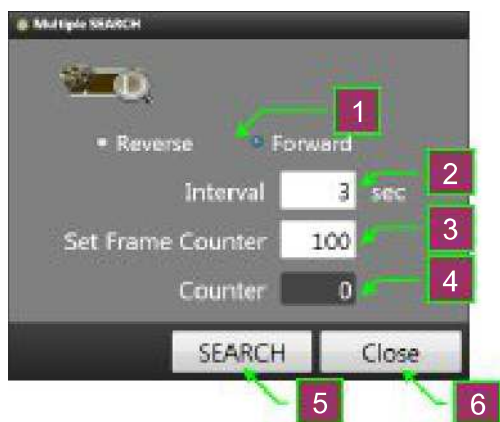 Multiple SEARCH
1
Reverse Forward
Interval 3 sec 2
Set Frame Counter 100 3
Counter 0 4
SEARCH Close
5 6